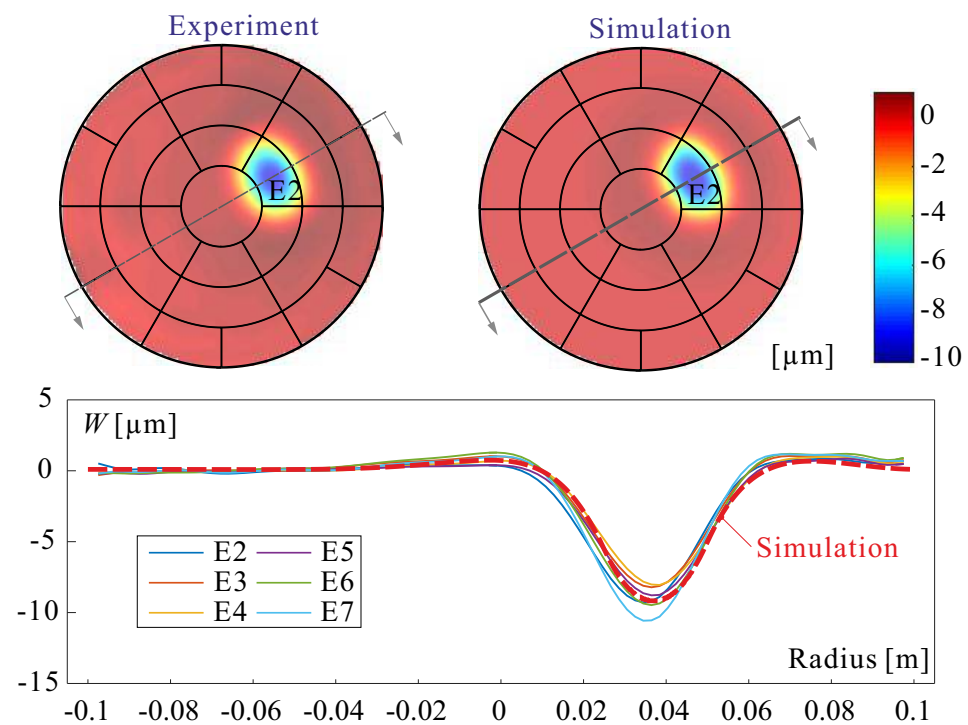 Experiment
Simulation
E2
E2
0
-2
-4
-6
-8
-10
[µm]
5
W [µm]
0
-5
-10
-15
E2
E5
E3
E6
E4
E7
Simulation
Radius [m]
-0.1
-0.08
-0.06
-0.04
-0.02
0
0.02
0.04
0.06
0.08
0.1